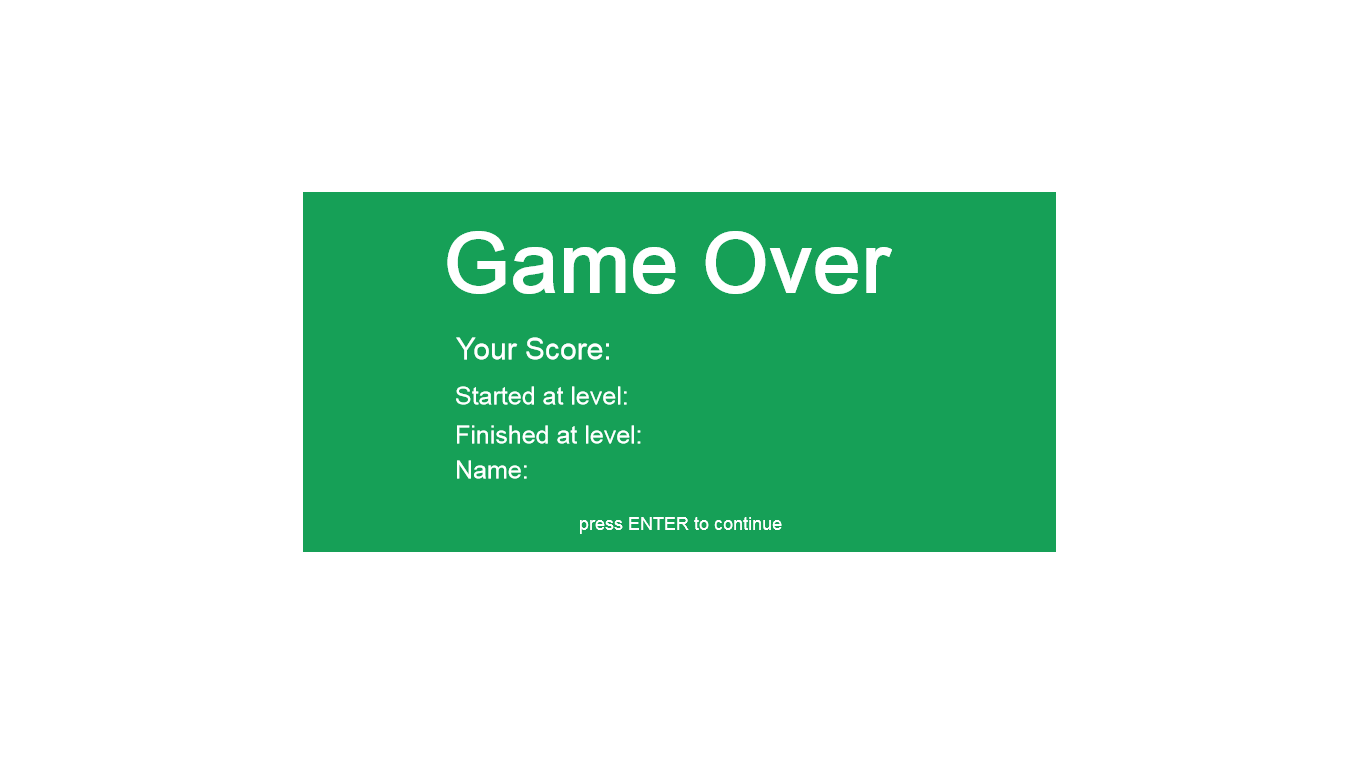 Game Over
Your Score:
Started at level:
Finished at level:
Name:
press ENTER to continue